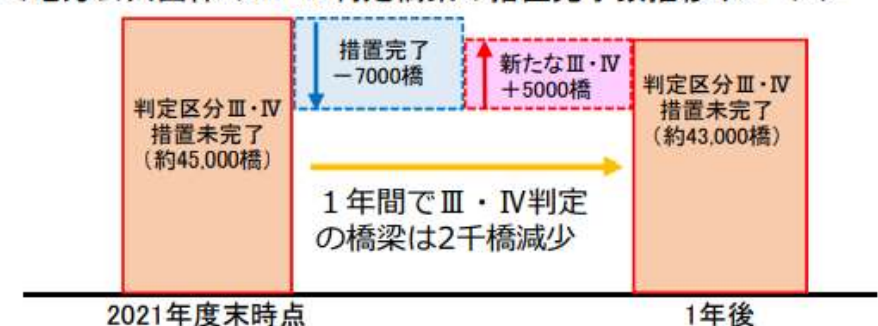 判定区分Ⅲ・Ⅳ
措置未完了
（約45,000橋）
措置完了
－7000橋
新たなⅢ・Ⅳ
＋5000橋
判定区分Ⅲ・Ⅳ
措置未完了
（約43,000橋）
１年間でⅢ・Ⅳ判定
の橋梁は2千橋減少
2021年度末時点
1年後